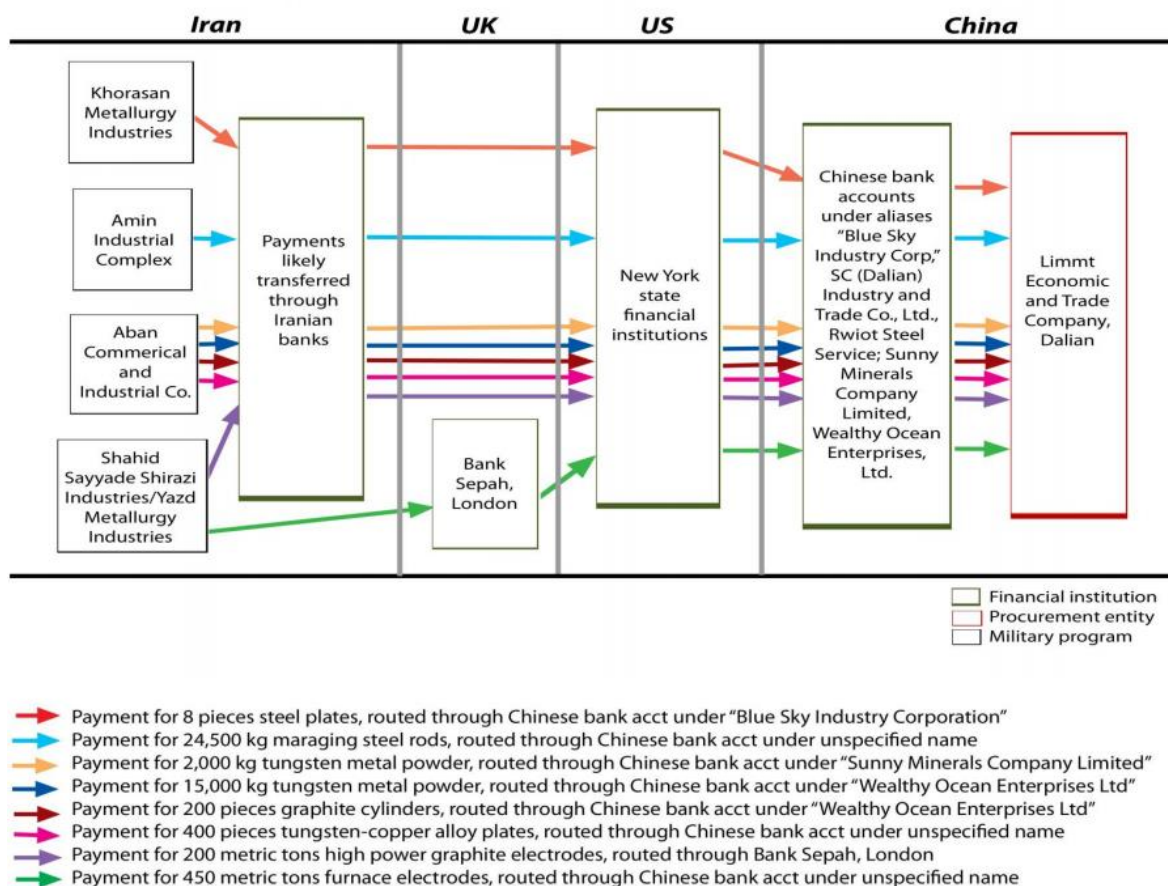 Iran UK US China
Khorasan
Metallurgy
Industries
Amin
Industrial
Complex
Aban
Commerical
and
Industrial Co.
Shahid
Sayyade Shirazi
Industries/Yazd
Metallurgy
Industries
Payments
likely
transferred
through
Iranian
banks
Bank
Sepah,
London
New York
state
financial
institutions
Chinese bank
accounts
under aliases
“Blue Sky
Industry Corp,”
SC (Dalian)
Industry and
Trade Co., Ltd.,
Rwiot Steel
Service; Sunny
Minerals
Company
Limited,
Wealthy Ocean
Enterprises,
Ltd.
Limmt
Economic
and Trade
Company,
Dalian
Financial institution
Procurement entity
Military program
Payment for 8 pieces steel plates, routed through Chinese bank acct under “Blue Sky Industry Corporation”
Payment for 24,500 kg maraging steel rods, routed through Chinese bank acct under unspecified name
Payment for 2,000 kg tungsten metal powder, routed through Chinese bank acct under “Sunny Minerals Company Limited”
Payment for 15,000 kg tungsten metal powder, routed through Chinese bank acct under “Wealthy Ocean Enterprises Ltd”
Payment for 200 pieces graphite cylinders, routed through Chinese bank acct under “Wealthy Ocean Enterprises Ltd”
Payment for 400 pieces tungsten-copper alloy plates, routed through Chinese bank acct under unspecified name
Payment for 200 metric tons high power graphite electrodes, routed through Bank Sepah, London
Payment for 450 metric tons furnace electrodes, routed through Chinese bank acct under unspecified name